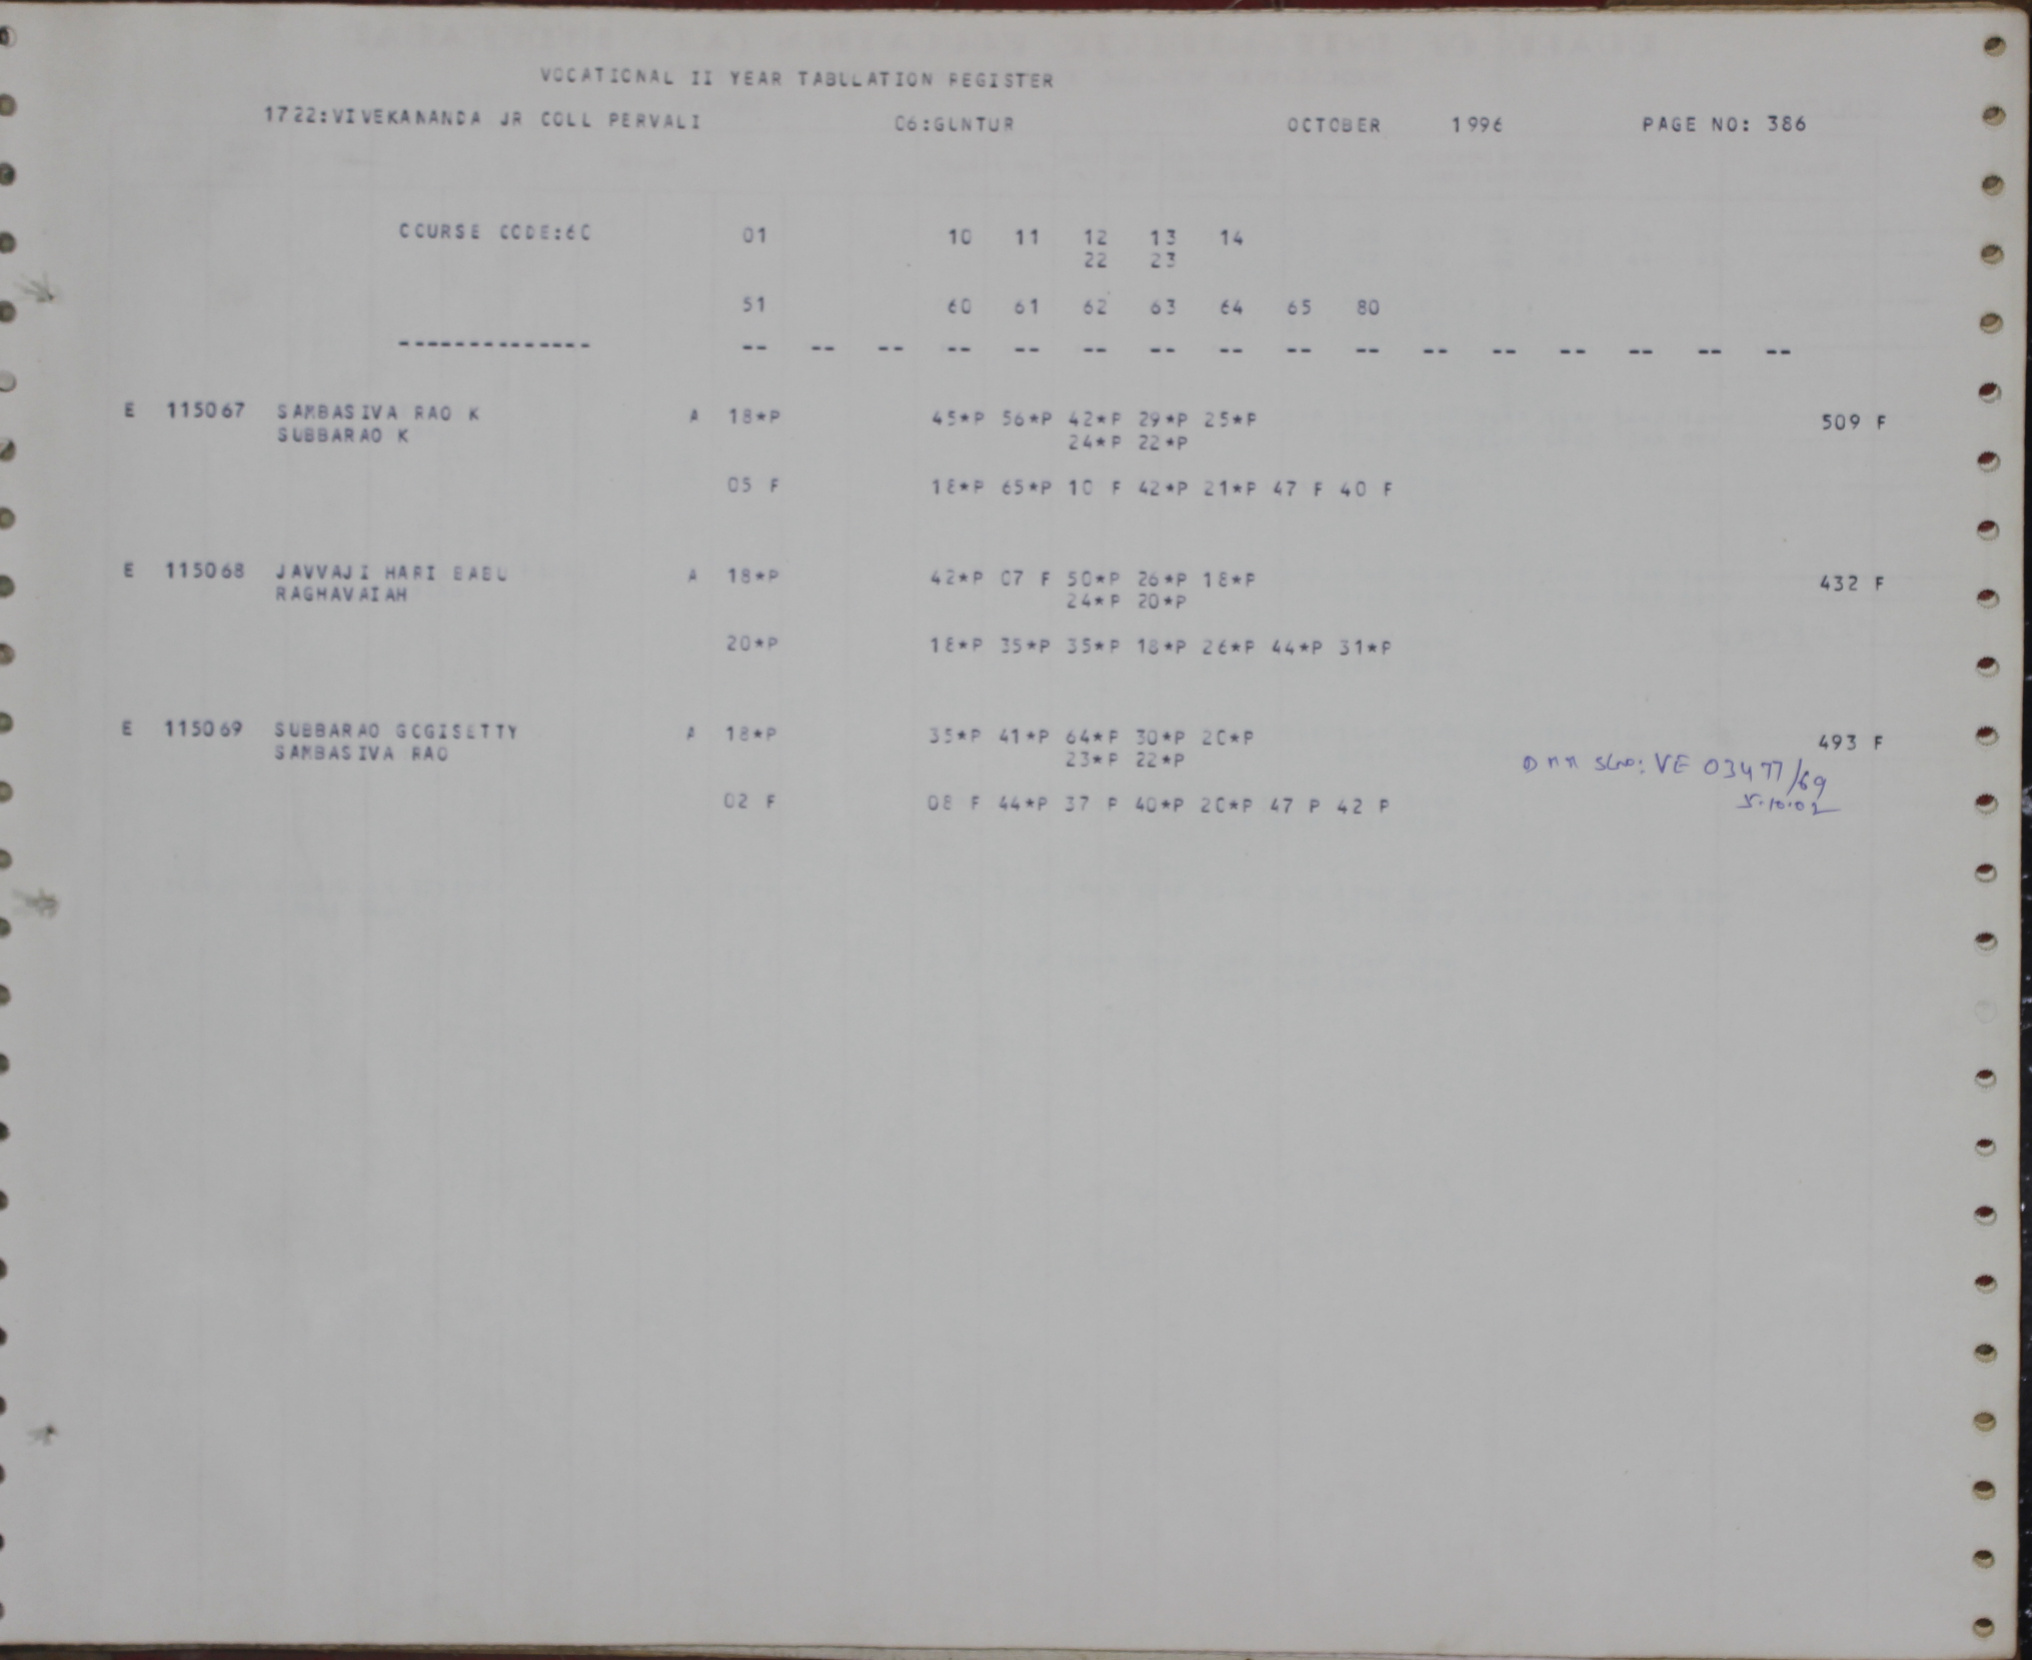 VOCATIONAL II YEAR TABULATION REGISTER
1722:VIVEKANANDA JR COLL PERVALI 06:GUNTUR OCTOBER 1996 PAGE NO: 386
COURSE CODE:60 01 10 11 12 13 14
22 23
51 60 61 62 63 64 65 80
-------------- -- -- -- -- -- -- -- -- -- -- -- -- -- -- -- --
E 115067 SAMBASIVA RAO K A 18*P 45*P 56*P 42*P 29*P 25*P 509 F
SUBBARAO K 24*P 22*P
05 F 18*P 65*P 10 F 42*P 21*P 47 F 40 F
E 115068 JAVVAJI HARI BABU A 18*P 42*P 07 F 50*P 26*P 18*P 432 F
RAGHAVAIAH 24*P 20*P
20*P 18*P 35*P 35*P 18*P 26*P 44*P 31*P
E 115069 SUBBARAO GOGISETTY A 18*P 35*P 41*P 64*P 30*P 20*P 493 F
SAMBASIVA RAO 23*P 22*P
VE 03477/69
02 F 08 F 44*P 37 P 40*P 20*P 47 P 42 P 5.10.02